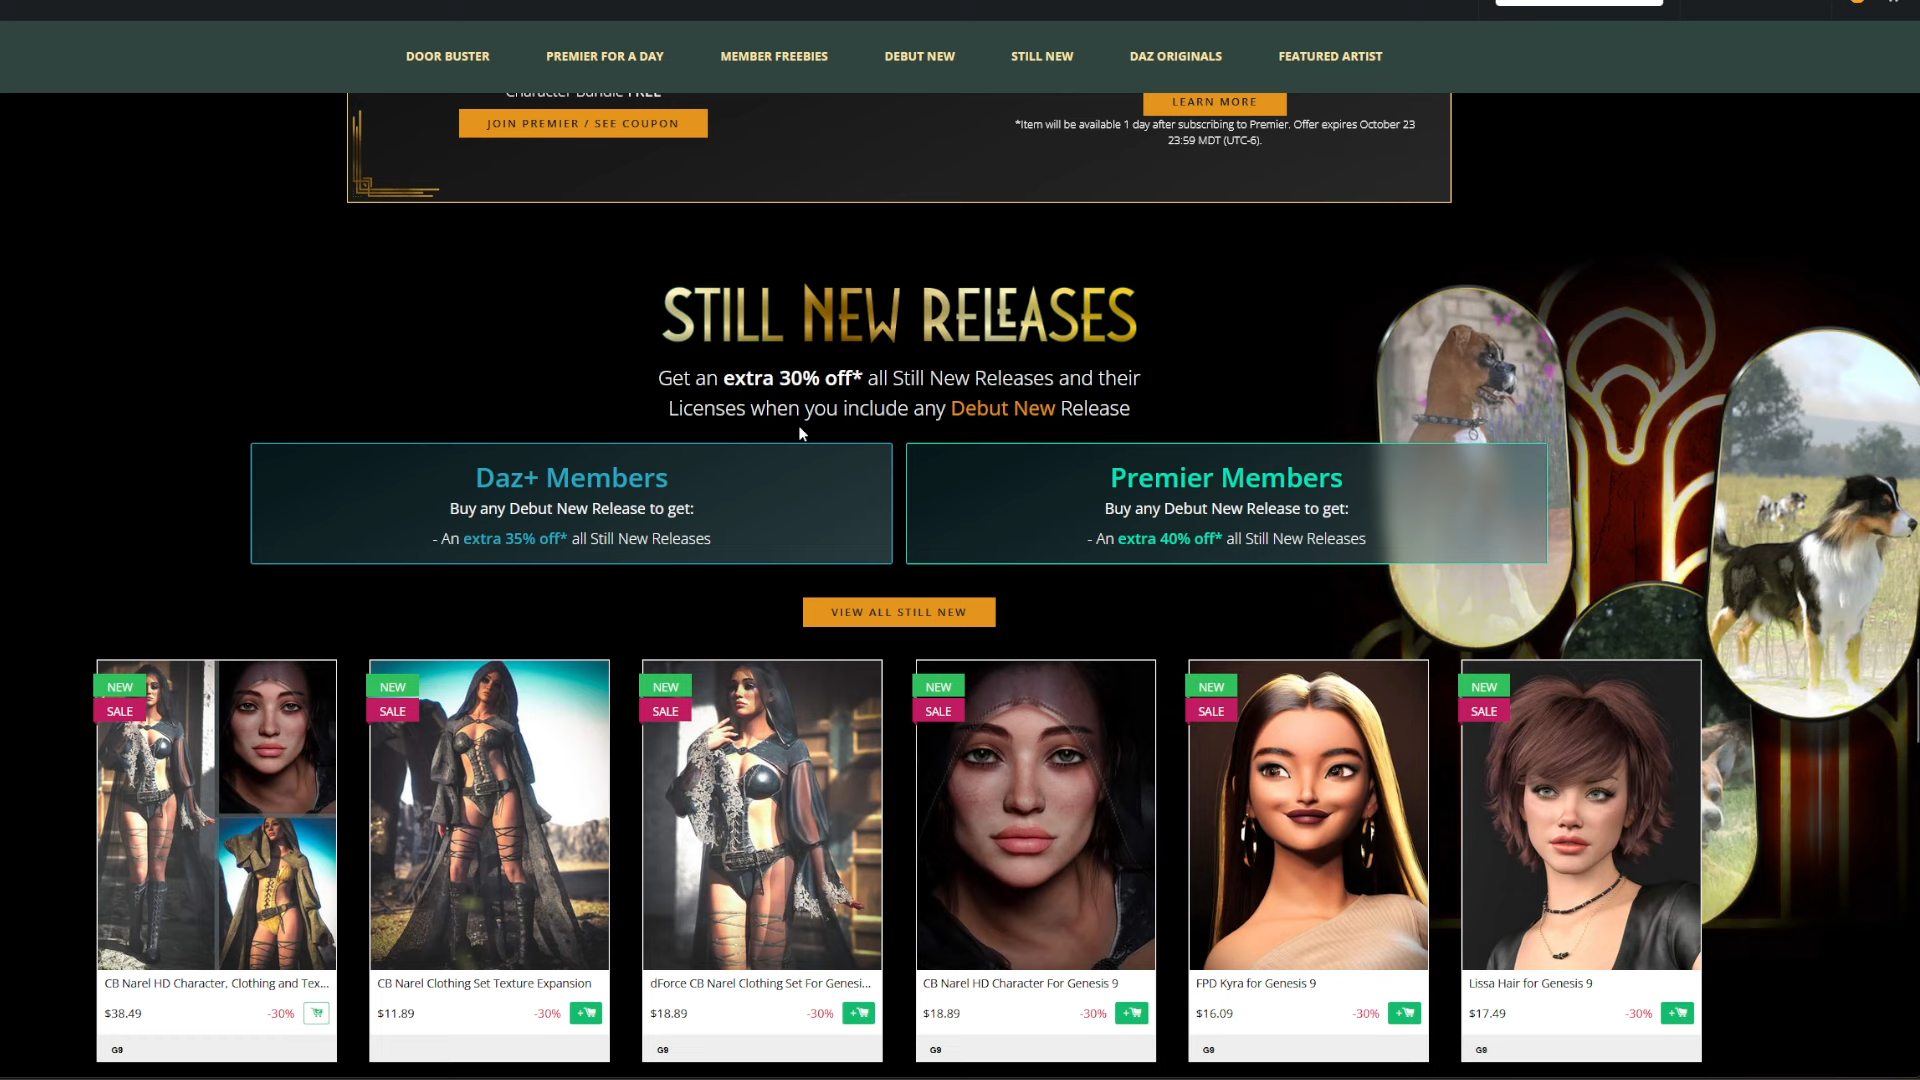 DOOR BUSTER PREMIER FOR A DAY MEMBER FREEBIES DEBUT NEW STILL NEW DAZ ORIGINALS FEATURED ARTIST
Character Bundle FREE
JOIN PREMIER / SEE COUPON
LEARN MORE
*Item will be available 1 day after subscribing to Premier. Offer expires October 23
23:59 MDT (UTC-6).
STILL NEW RELEASES
Get an extra 30% off* all Still New Releases and their
Licenses when you include any Debut New Release
Daz+ Members
Buy any Debut New Release to get:
- An extra 35% off* all Still New Releases
Premier Members
Buy any Debut New Release to get:
- An extra 40% off* all Still New Releases
VIEW ALL STILL NEW
NEW
SALE
CB Narel HD Character, Clothing and Tex...
$38.49 -30%
G9
NEW
SALE
CB Narel Clothing Set Texture Expansion
$11.89 -30% +
NEW
SALE
dForce CB Narel Clothing Set For Genesi...
$18.89 -30% +
G9
NEW
SALE
CB Narel HD Character For Genesis 9
$18.89 -30% +
G9
NEW
SALE
FPD Kyra for Genesis 9
$16.09 -30% +
G9
NEW
SALE
Lissa Hair for Genesis 9
$17.49 -30% +
G9